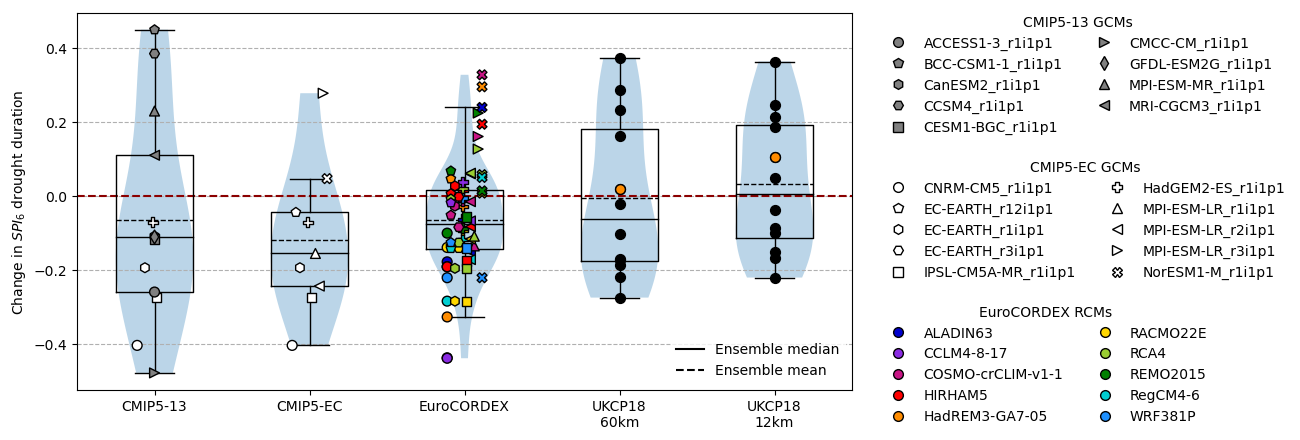 Change in SPI6 drought duration
0.4
0.2
0.0
−0.2
−0.4
CMIP5-13
CMIP5-EC
EuroCORDEX
UKCP18
60km
UKCP18
12km
Ensemble median
Ensemble mean
CMIP5-13 GCMs
ACCESS1-3_r1i1p1
BCC-CSM1-1_r1i1p1
CanESM2_r1i1p1
CCSM4_r1i1p1
CESM1-BGC_r1i1p1
CMCC-CM_r1i1p1
GFDL-ESM2G_r1i1p1
MPI-ESM-MR_r1i1p1
MRI-CGCM3_r1i1p1
CMIP5-EC GCMs
CNRM-CM5_r1i1p1
EC-EARTH_r12i1p1
EC-EARTH_r1i1p1
EC-EARTH_r3i1p1
IPSL-CM5A-MR_r1i1p1
HadGEM2-ES_r1i1p1
MPI-ESM-LR_r1i1p1
MPI-ESM-LR_r2i1p1
MPI-ESM-LR_r3i1p1
NorESM1-M_r1i1p1
EuroCORDEX RCMs
ALADIN63
CCLM4-8-17
COSMO-crCLIM-v1-1
HIRHAM5
HadREM3-GA7-05
RACMO22E
RCA4
REMO2015
RegCM4-6
WRF381P